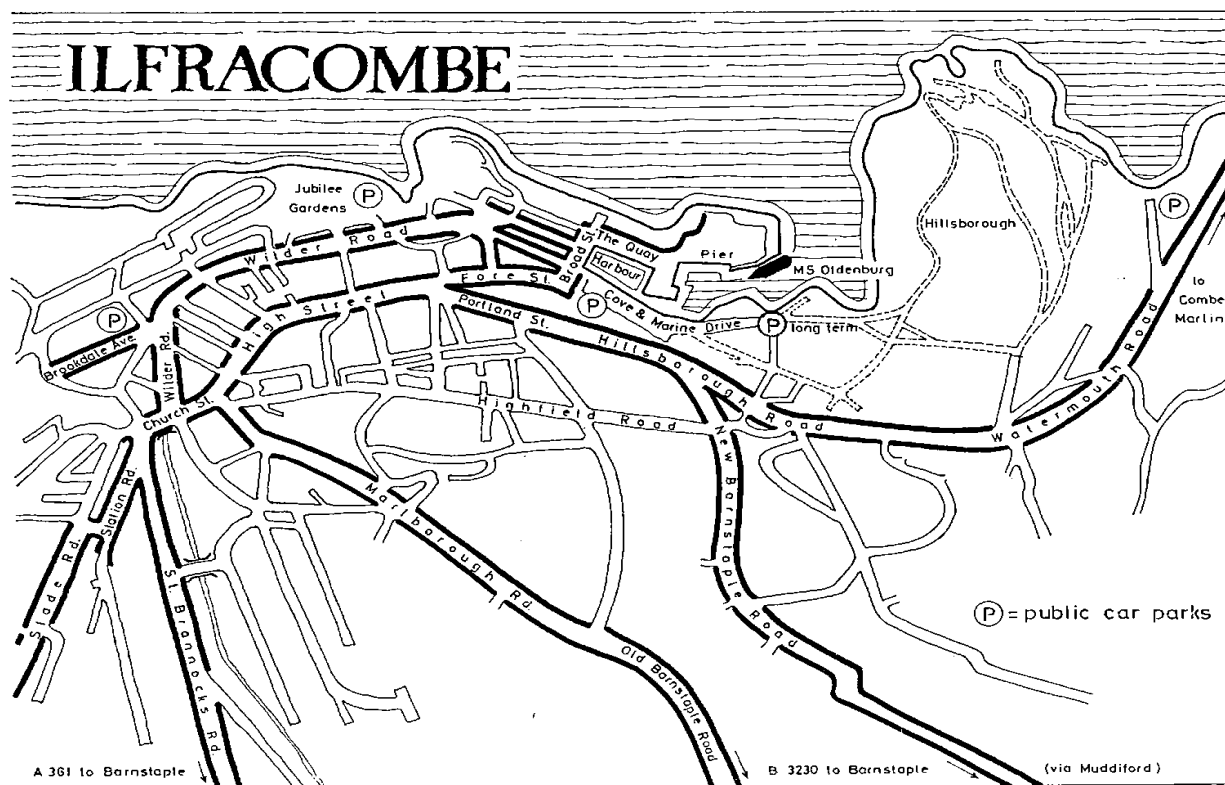 ILFRACOMBE
Jubilee
Gardens
P
Wilder Road
The Quay
Harbour
Broad St.
Pier
MS Oldenburg
Hillsborough
P
to
Combe
Martin
P
Brookdale Ave.
Wilder Rd.
High Street
Fore St.
Portland St.
P
Cove & Marine Drive
P long term
Hillsborough Road
Watermouth Road
Church St.
Highfield Road
Station Rd.
Slade Rd.
Marlborough Rd.
New Barnstaple Road
St. Brannocks Rd.
Old Barnstaple Road
P = public car parks
A 361 to Barnstaple
B 3230 to Barnstaple
(via Muddiford)